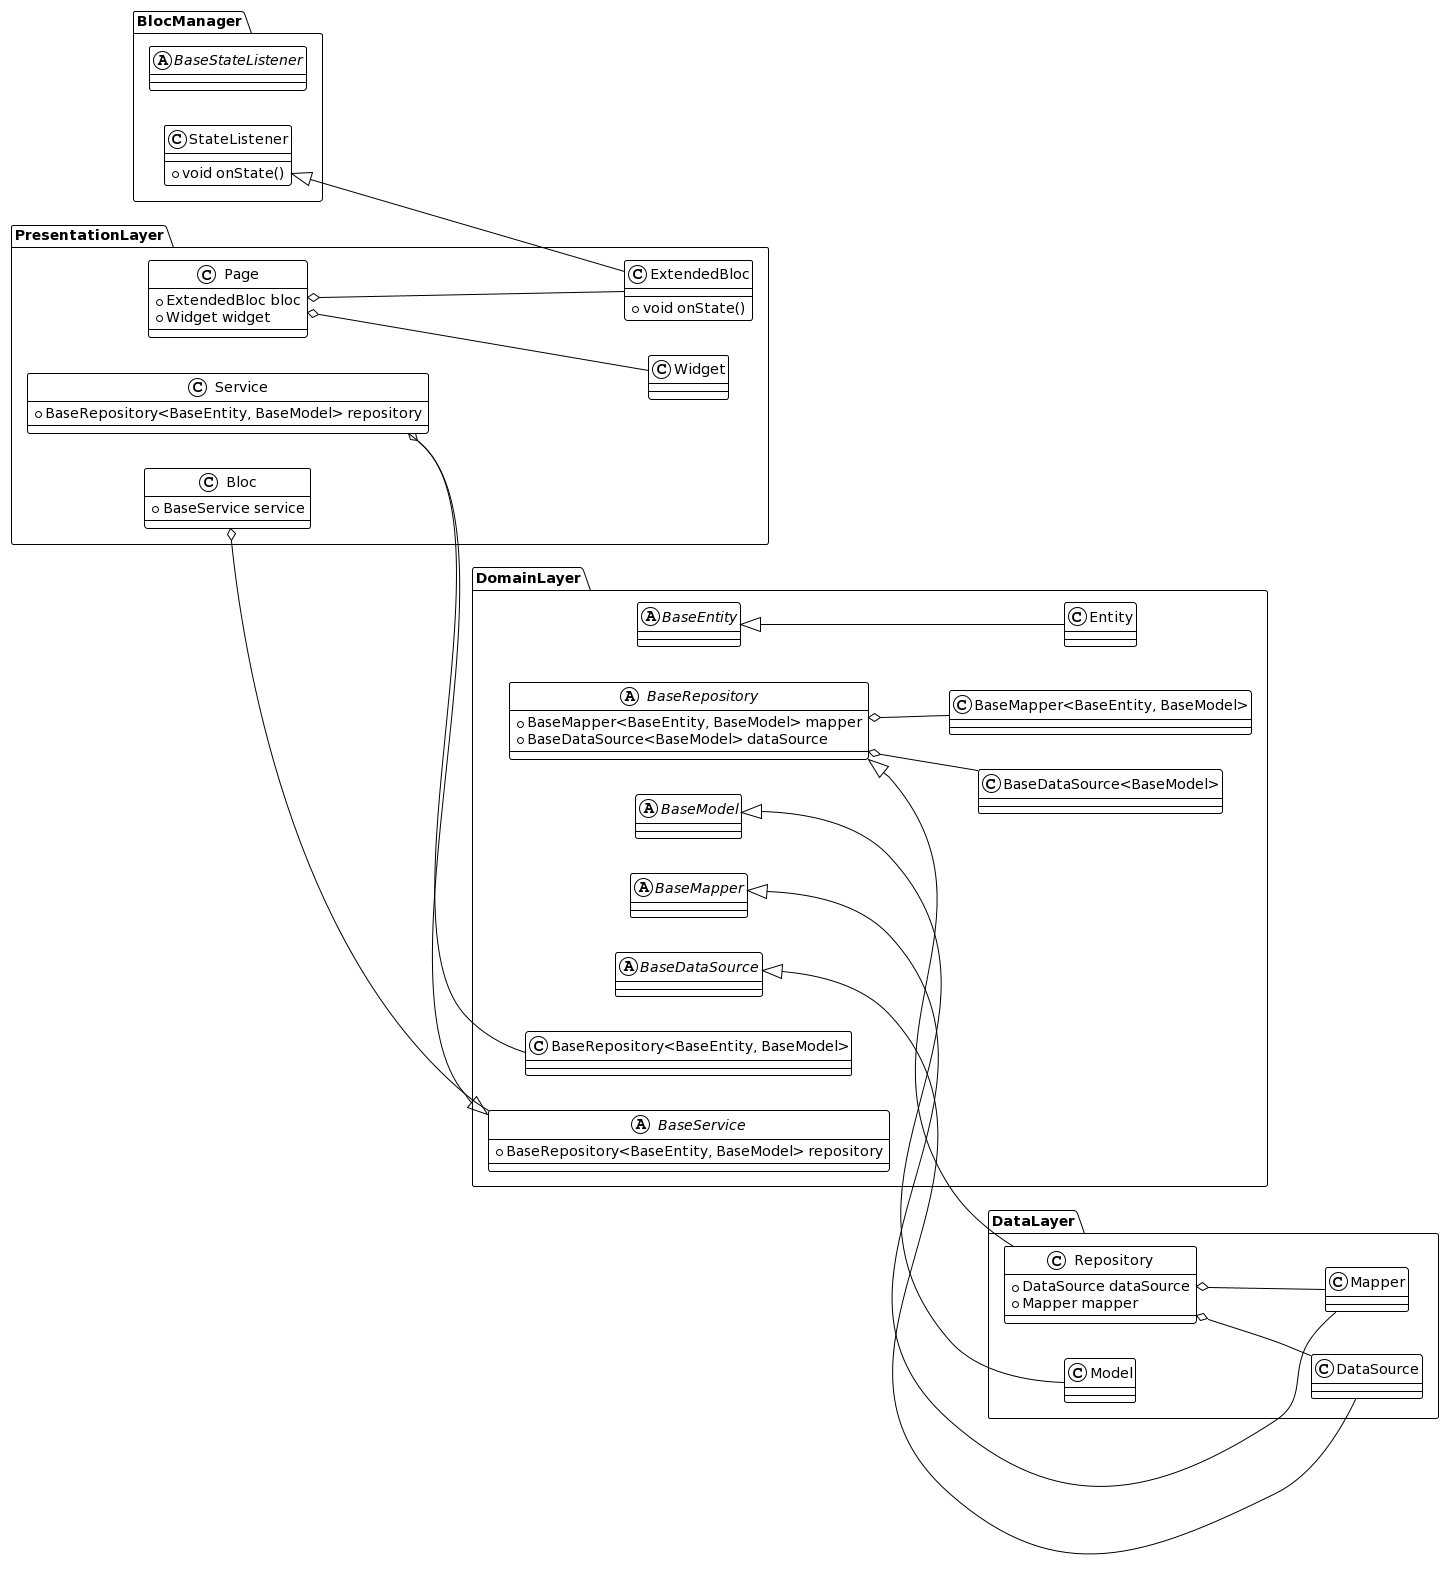 BlocManager
A BaseStateListener
C StateListener
void onState()
PresentationLayer
C Page
ExtendedBloc bloc
Widget widget
C ExtendedBloc
void onState()
C Widget
C Service
BaseRepository<BaseEntity, BaseModel> repository
C Bloc
BaseService service
DomainLayer
A BaseEntity
C Entity
A BaseRepository
BaseMapper<BaseEntity, BaseModel> mapper
BaseDataSource<BaseModel> dataSource
C BaseMapper<BaseEntity, BaseModel>
C BaseDataSource<BaseModel>
A BaseModel
A BaseMapper
A BaseDataSource
C BaseRepository<BaseEntity, BaseModel>
A BaseService
BaseRepository<BaseEntity, BaseModel> repository
DataLayer
C Repository
DataSource dataSource
Mapper mapper
C Mapper
C DataSource
C Model